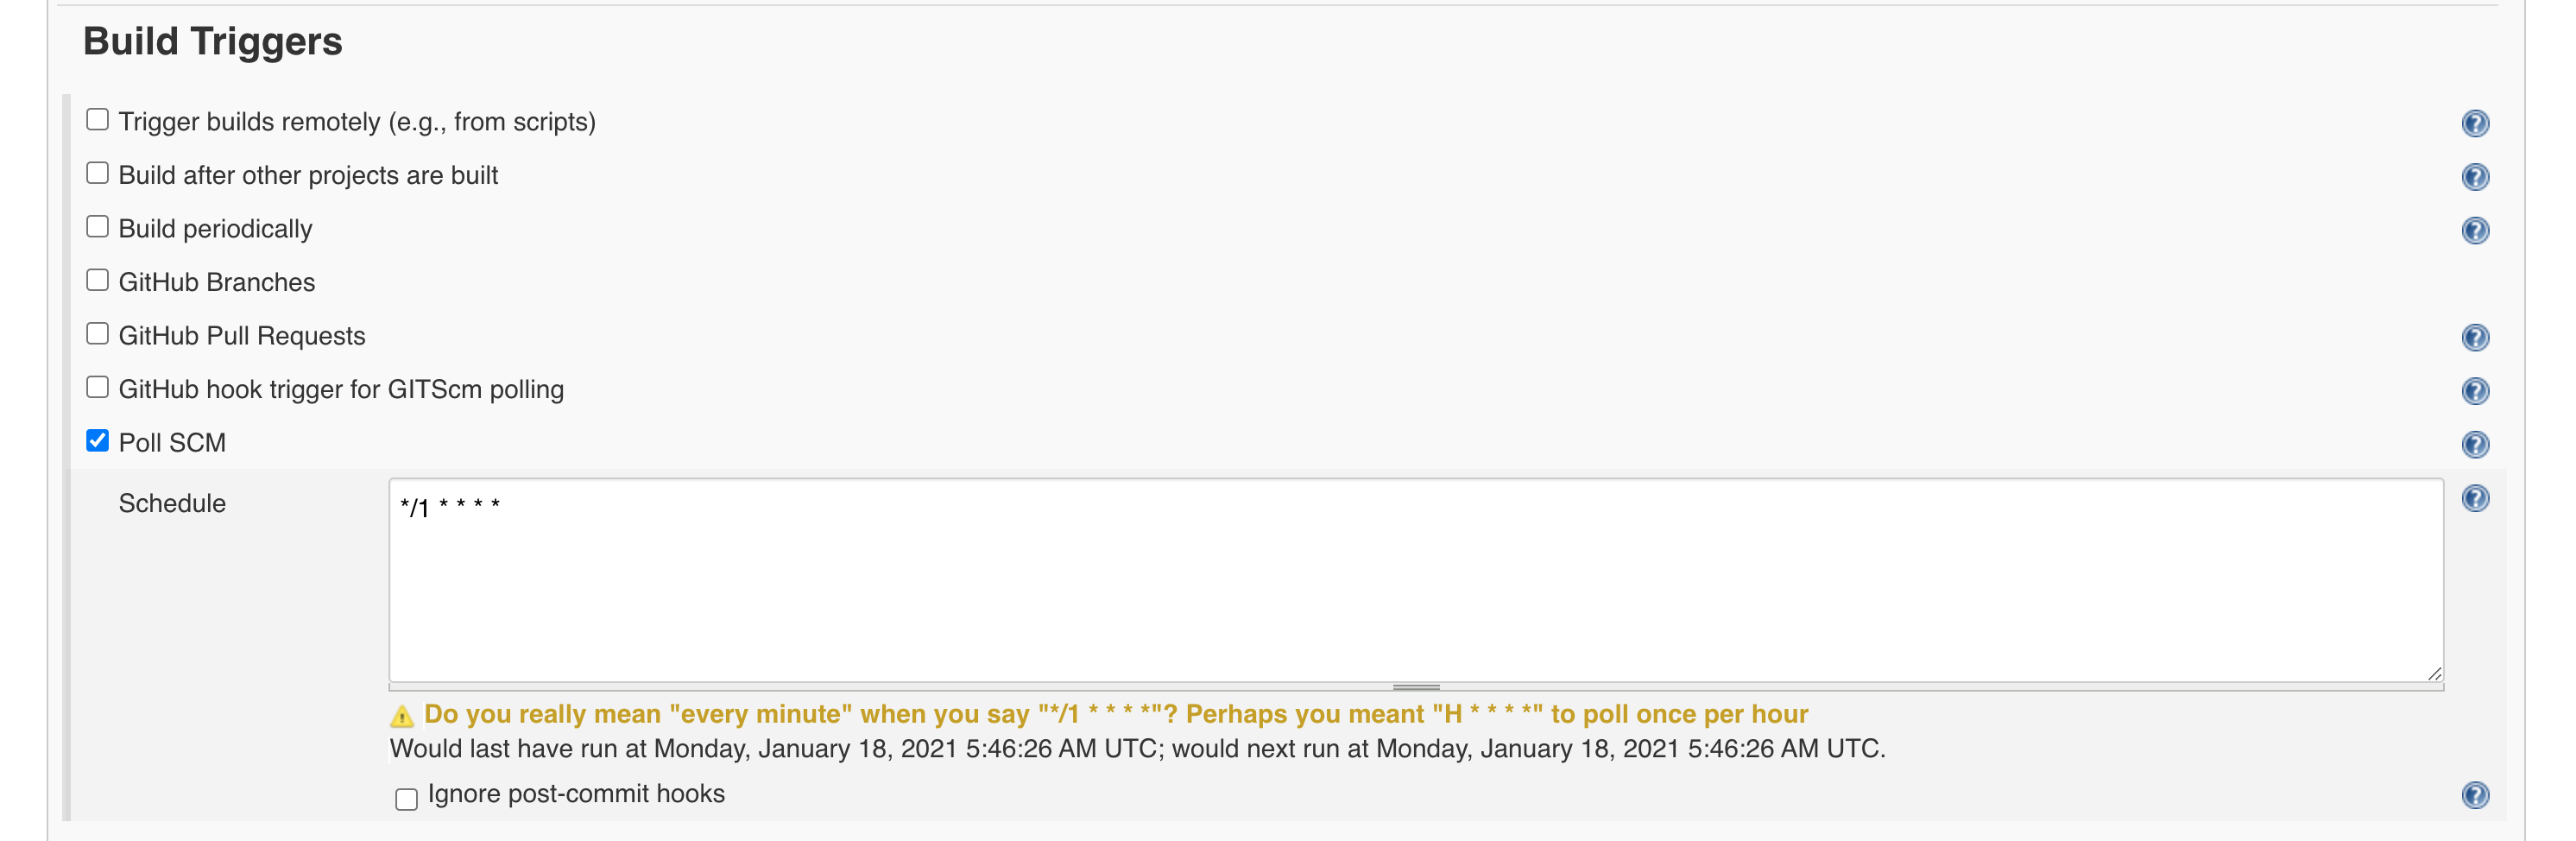 Build Triggers
Trigger builds remotely (e.g., from scripts)
Build after other projects are built
Build periodically
GitHub Branches
GitHub Pull Requests
GitHub hook trigger for GITScm polling
Poll SCM
Schedule
*/1 * * * *
Do you really mean "every minute" when you say "*/1 * * * *"? Perhaps you meant "H * * * *" to poll once per hour
Would last have run at Monday, January 18, 2021 5:46:26 AM UTC; would next run at Monday, January 18, 2021 5:46:26 AM UTC.
Ignore post-commit hooks